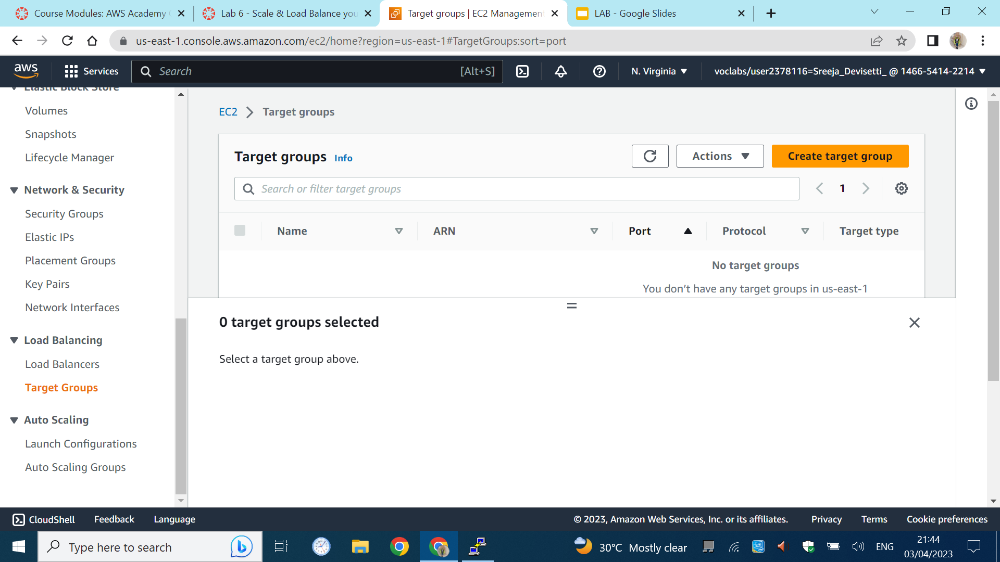 Course Modules: AWS Academy
Lab 6 - Scale & Load Balance you
Target groups | EC2 Management
LAB - Google Slides
us-east-1.console.aws.amazon.com/ec2/home?region=us-east-1#TargetGroups:sort=port
aws
Services
Search
[Alt+S]
N. Virginia
voclabs/user2378116=Sreeja_Devisetti_ @ 1466-5414-2214
Elastic Block Store
Volumes
Snapshots
Lifecycle Manager
Network & Security
Security Groups
Elastic IPs
Placement Groups
Key Pairs
Network Interfaces
Load Balancing
Load Balancers
Target Groups
Auto Scaling
Launch Configurations
Auto Scaling Groups
EC2
Target groups
Target groups Info
Actions
Create target group
Search or filter target groups
1
Name
ARN
Port
Protocol
Target type
No target groups
You don’t have any target groups in us-east-1
0 target groups selected
Select a target group above.
CloudShell
Feedback
Language
© 2023, Amazon Web Services, Inc. or its affiliates.
Privacy
Terms
Cookie preferences
Type here to search
30°C Mostly clear
ENG
21:44
03/04/2023